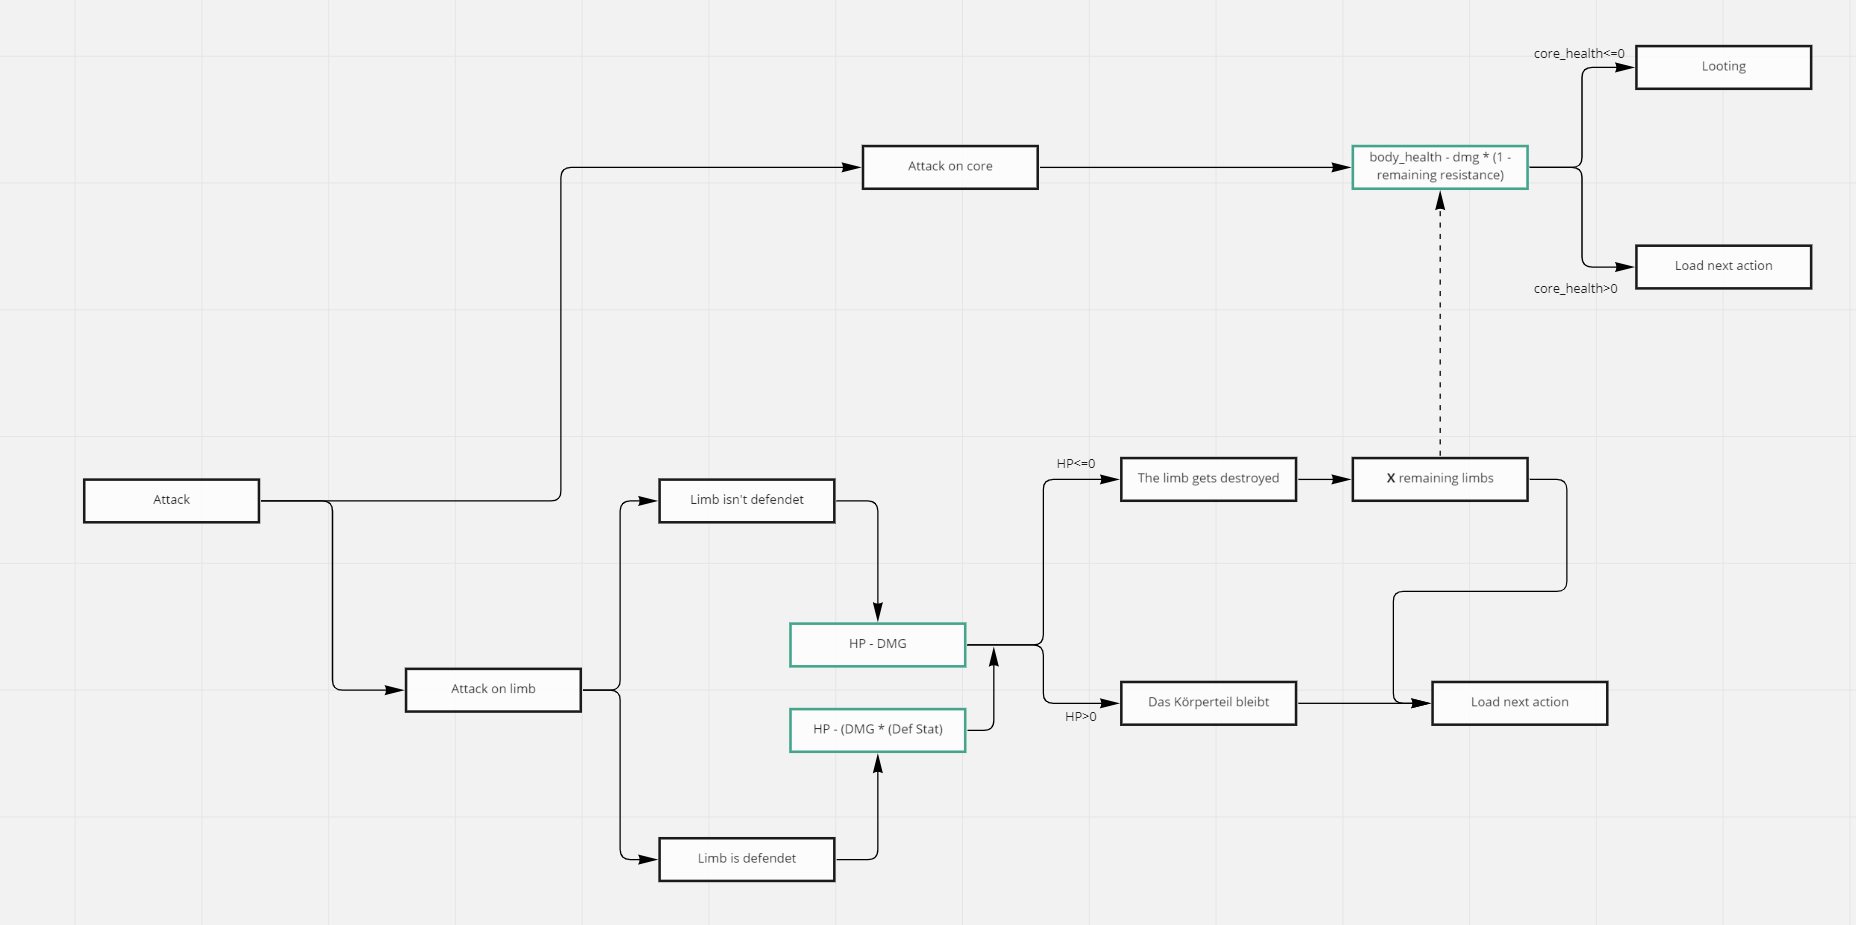 core_health<=0
Looting
Attack on core
body_health - dmg * (1 -
remaining resistance)
Load next action
core_health>0
HP<=0
The limb gets destroyed
X remaining limbs
Attack
Limb isn't defendet
HP - DMG
Attack on limb
Das Körperteil bleibt
Load next action
HP>0
HP - (DMG * (Def Stat)
Limb is defendet